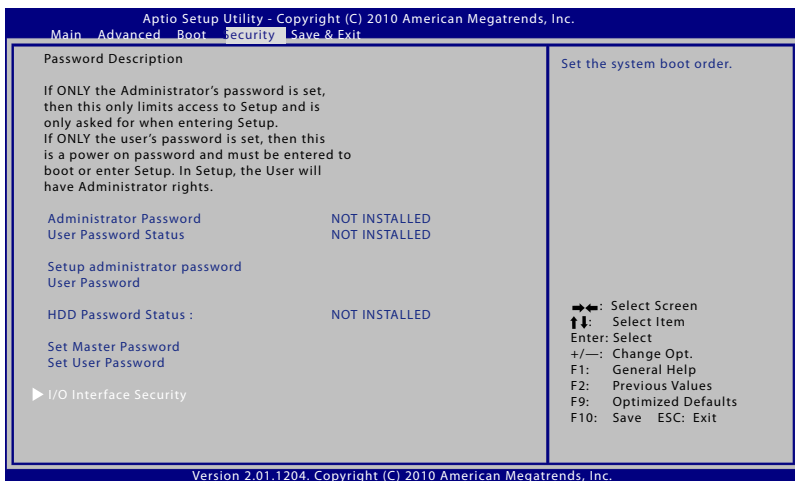 Aptio Setup Utility - Copyright (C) 2010 American Megatrends, Inc.
Main Advanced Boot Security Save & Exit
Password Description
If ONLY the Administrator's password is set,
then this only limits access to Setup and is
only asked for when entering Setup.
If ONLY the user's password is set, then this
is a power on password and must be entered to
boot or enter Setup. In Setup, the User will
have Administrator rights.
Administrator Password NOT INSTALLED
User Password Status NOT INSTALLED
Setup administrator password
User Password
HDD Password Status : NOT INSTALLED
Set Master Password
Set User Password
I/O Interface Security
Set the system boot order.
→←: Select Screen
↑↓: Select Item
Enter: Select
+/—: Change Opt.
F1: General Help
F2: Previous Values
F9: Optimized Defaults
F10: Save ESC: Exit
Version 2.01.1204. Copyright (C) 2010 American Megatrends, Inc.